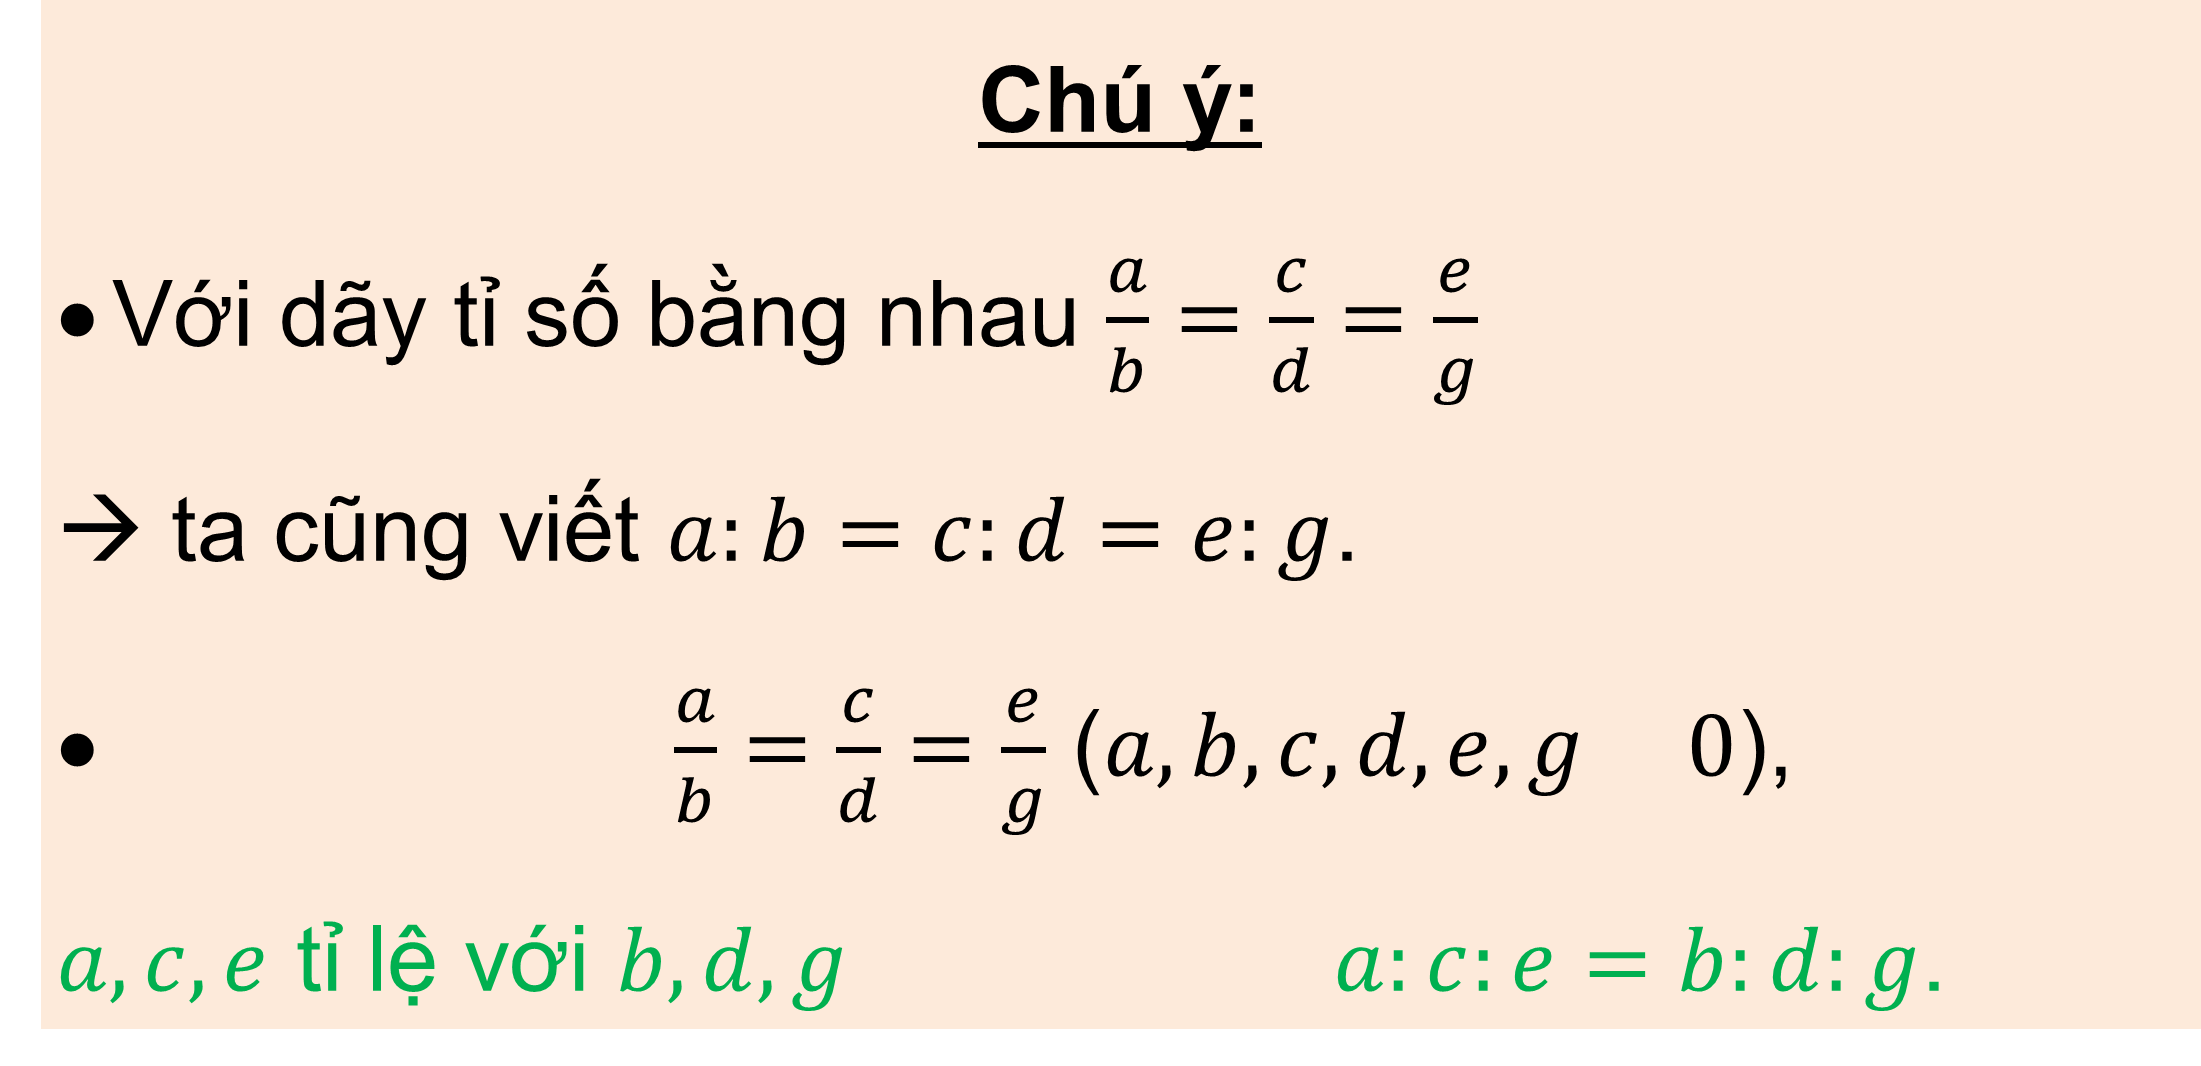 Chú ý:
• Với dãy tỉ số bằng nhau a/b = c/d = e/g
→ ta cũng viết a: b = c: d = e: g.
• a/b = c/d = e/g (a, b, c, d, e, g 0),
a, c, e tỉ lệ với b, d, g a: c: e = b: d: g.